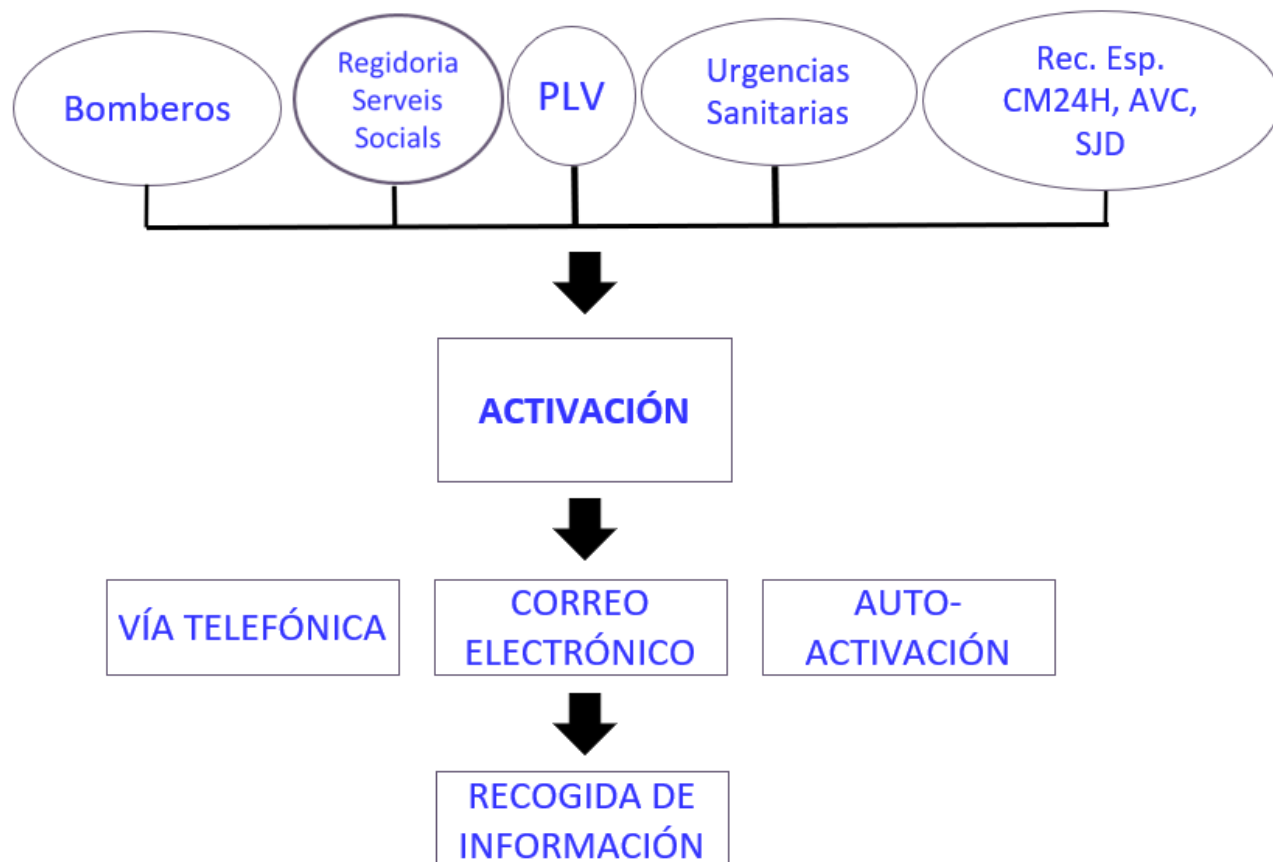 Bomberos
Regidoria
Serveis
Socials
PLV
Urgencias
Sanitarias
Rec. Esp.
CM24H, AVC,
SJD
ACTIVACIÓN
VÍA TELEFÓNICA
CORREO
ELECTRÓNICO
AUTO-
ACTIVACIÓN
RECOGIDA DE
INFORMACIÓN